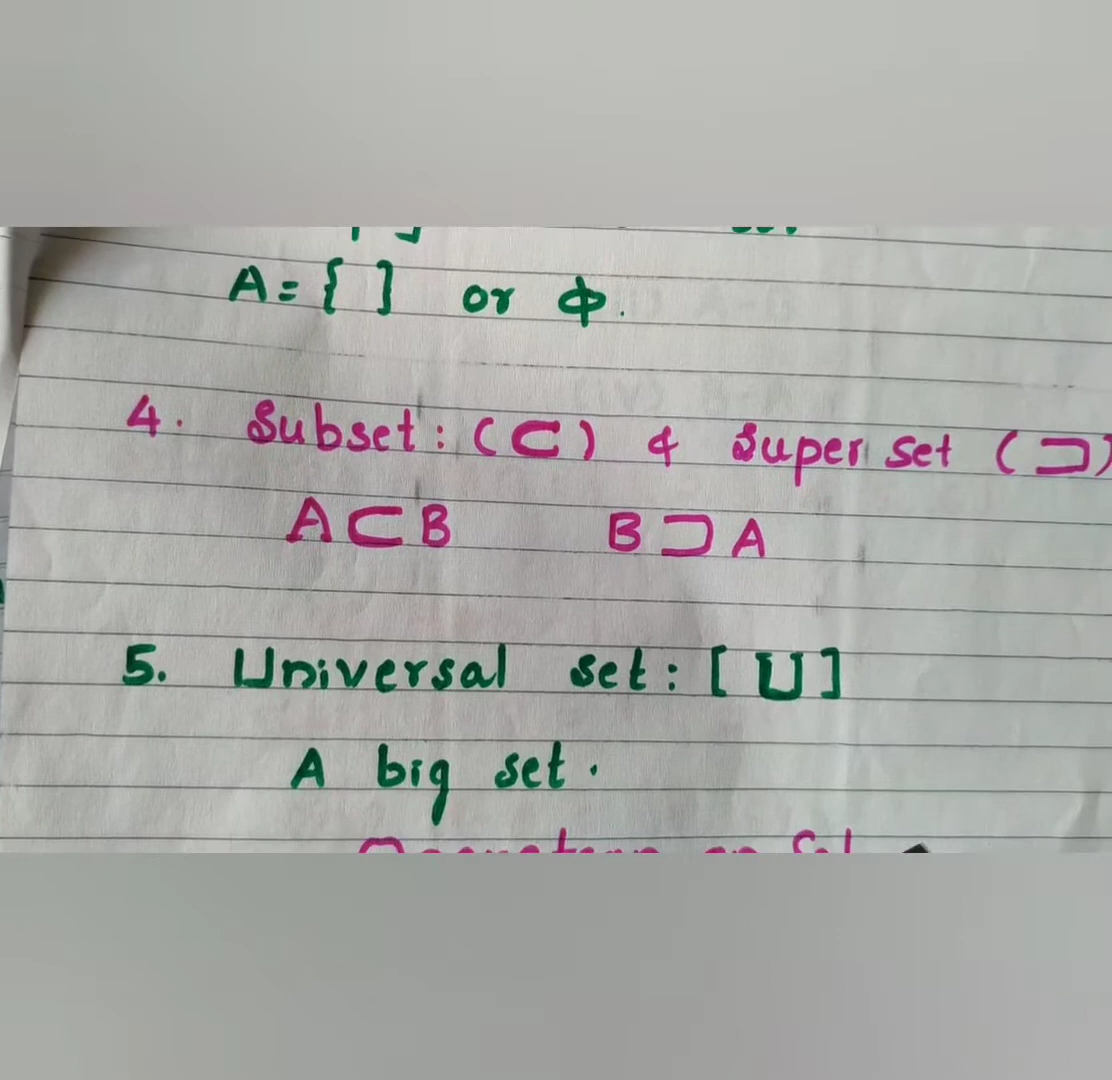 A = { } or Φ.
4. Subset: (⊂) & Super set (⊃)
A ⊂ B B ⊃ A
5. Universal set: [U]
A big set.